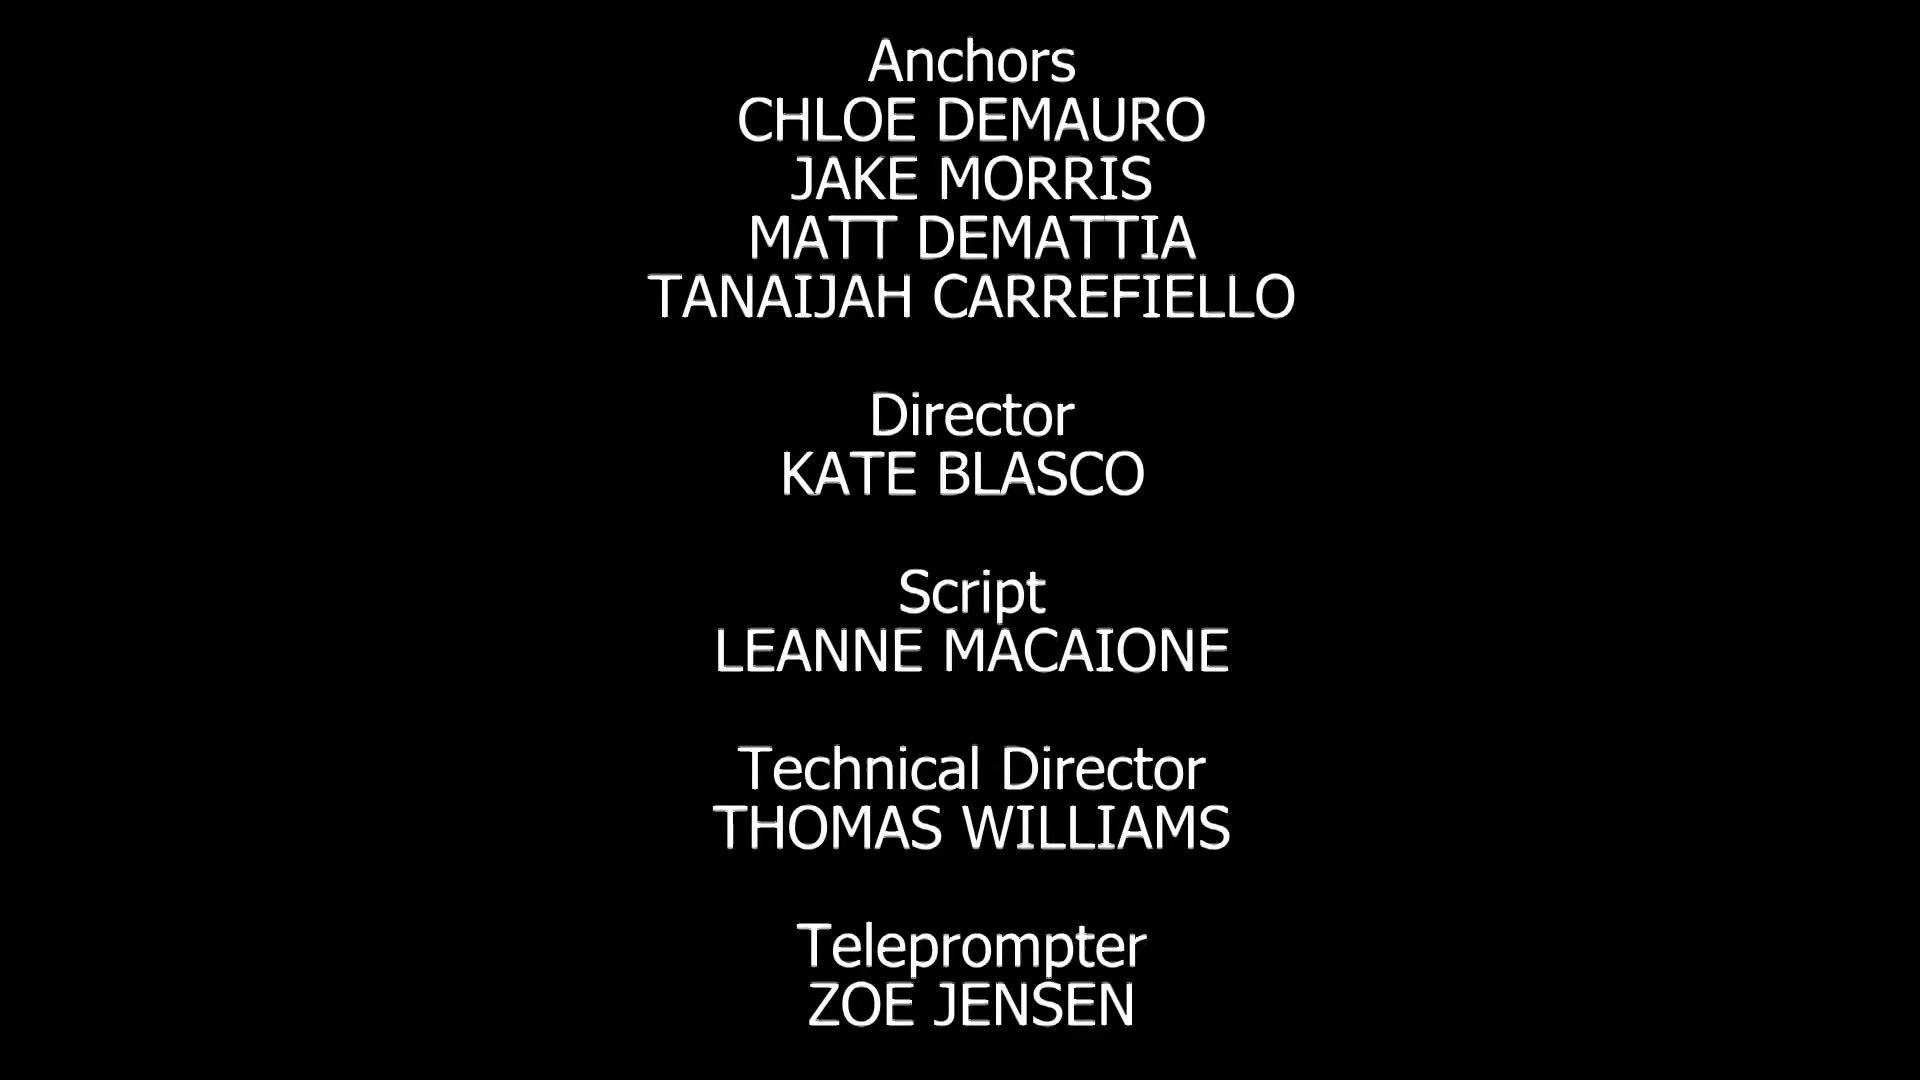 Anchors
CHLOE DEMAURO
JAKE MORRIS
MATT DEMATTIA
TANAIJAH CARREFIELLO
Director
KATE BLASCO
Script
LEANNE MACAIONE
Technical Director
THOMAS WILLIAMS
Teleprompter
ZOE JENSEN